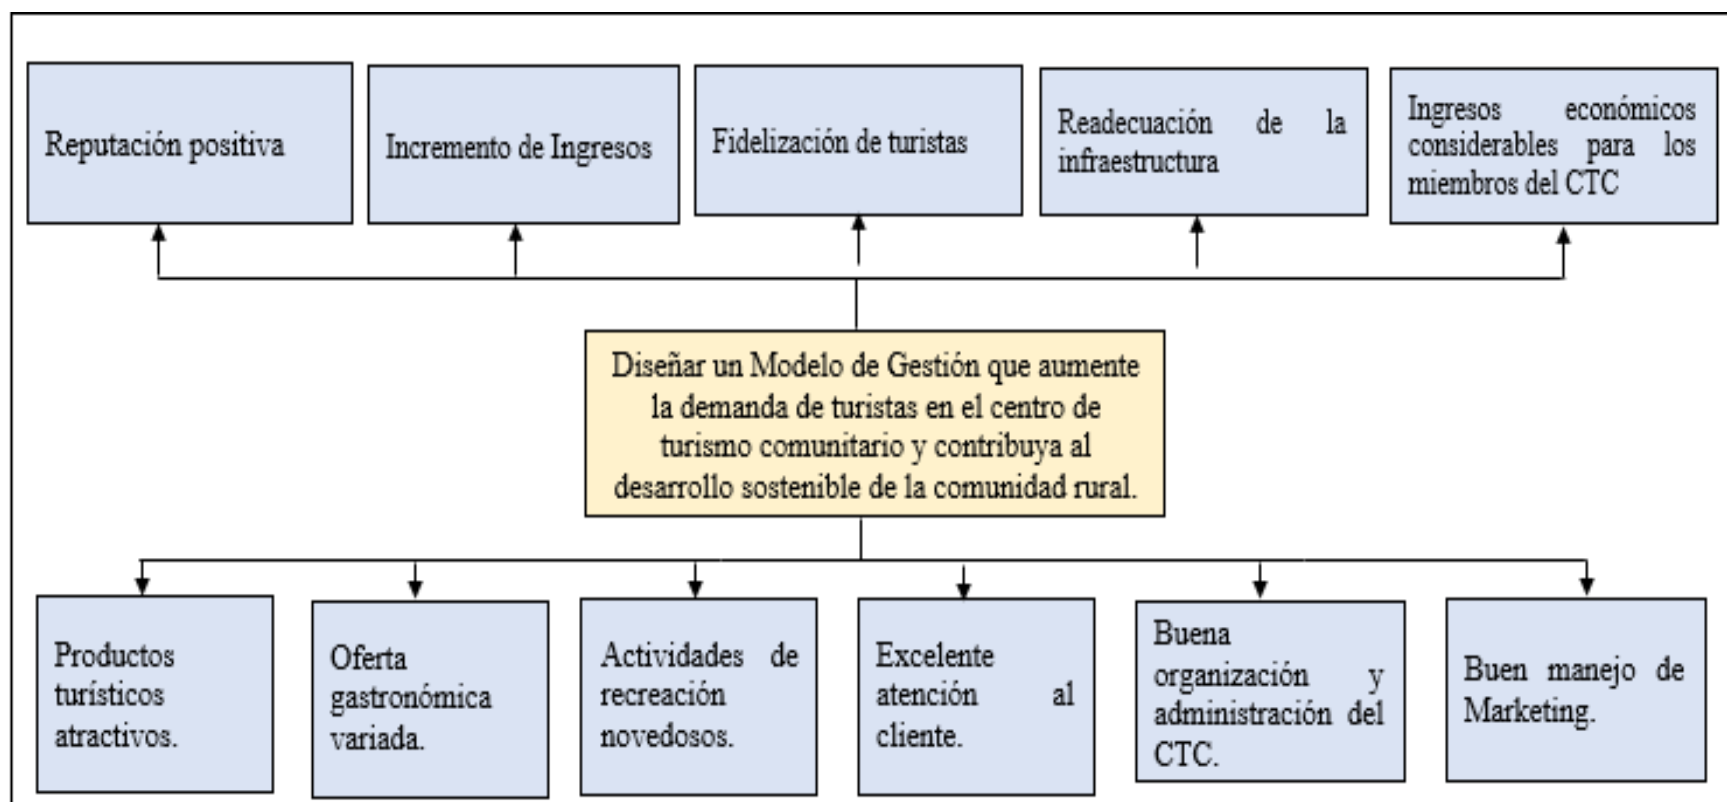 Reputación positiva
Incremento de Ingresos
Fidelización de turistas
Readecuación de la
infraestructura
Ingresos económicos
considerables para los
miembros del CTC
Diseñar un Modelo de Gestión que aumente
la demanda de turistas en el centro de
turismo comunitario y contribuya al
desarrollo sostenible de la comunidad rural.
Productos
turísticos
atractivos.
Oferta
gastronómica
variada.
Actividades de
recreación
novedosos.
Excelente
atención al
cliente.
Buena
organización y
administración del
CTC.
Buen manejo de
Marketing.